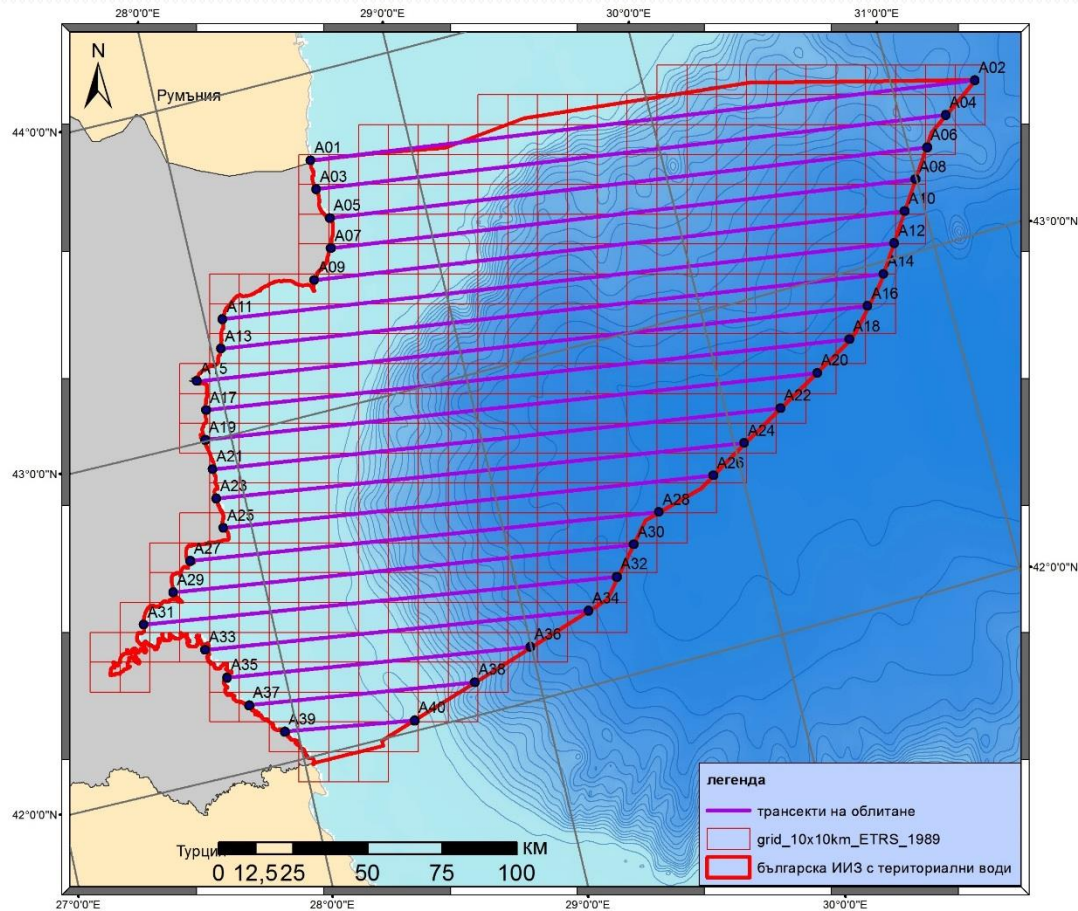 28°0'0"E 29°0'0"E 30°0'0"E 31°0'0"E
N
Румъния
44°0'0"N
43°0'0"N
42°0'0"N
43°0'0"N
42°0'0"N
A01
A02
A03
A04
A05
A06
A07
A08
A09
A10
A11
A12
A13
A14
A15
A16
A17
A18
A19
A20
A21
A22
A23
A24
A25
A26
A27
A28
A29
A30
A31
A32
A33
A34
A35
A36
A37
A38
A39
A40
Турция
КМ
0 12,5 25 50 75 100
легенда
трансекти на облитане
grid_10x10km_ETRS_1989
българска ИИЗ с териториални води
27°0'0"E 28°0'0"E 29°0'0"E 30°0'0"E